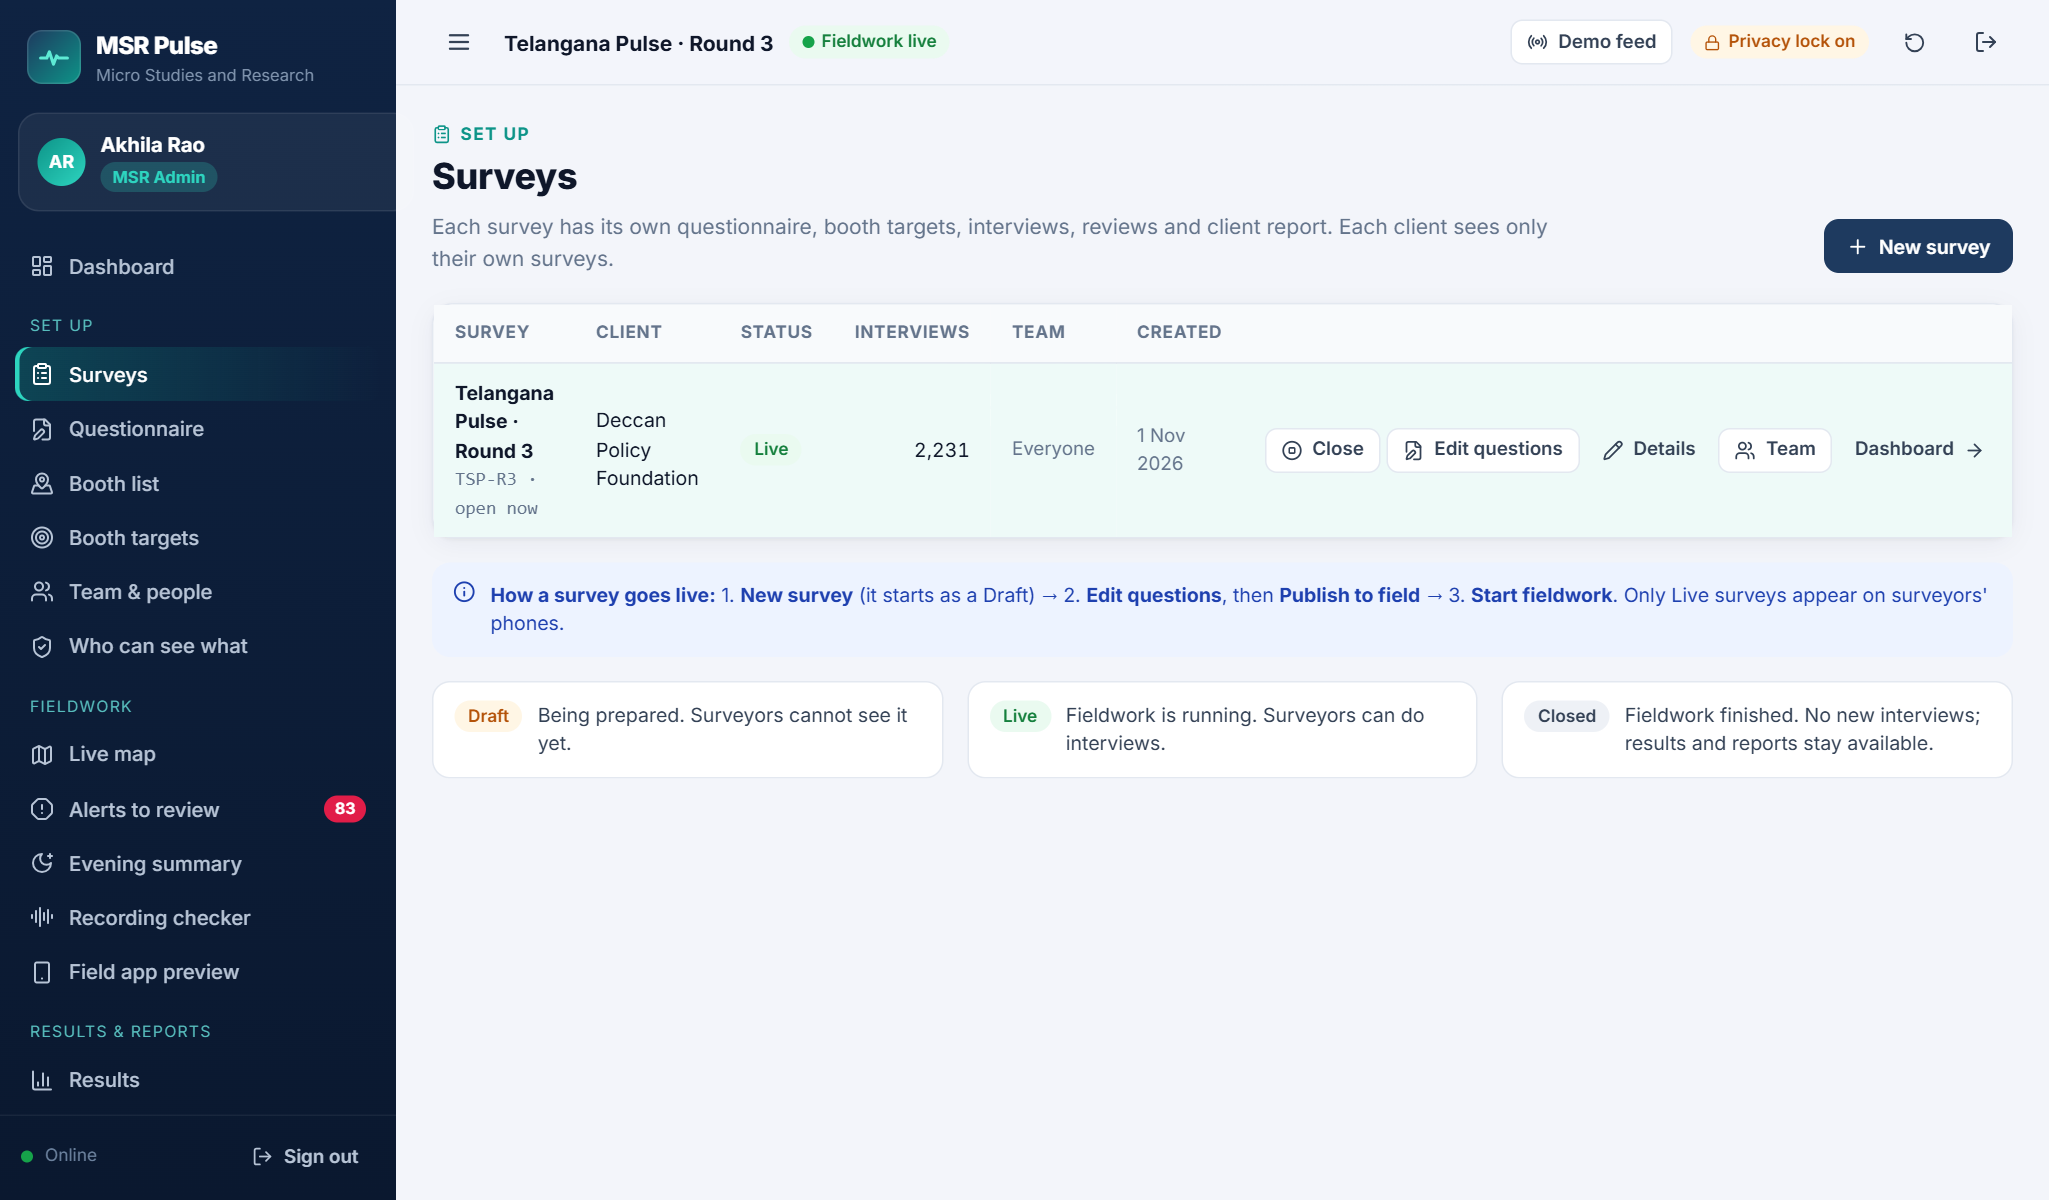 MSR Pulse
Micro Studies and Research
AR
Akhila Rao
MSR Admin
Dashboard
SET UP
Surveys
Questionnaire
Booth list
Booth targets
Team & people
Who can see what
FIELDWORK
Live map
Alerts to review
83
Evening summary
Recording checker
Field app preview
RESULTS & REPORTS
Results
Online
Sign out
Telangana Pulse · Round 3
Fieldwork live
Demo feed
Privacy lock on
SET UP
Surveys
Each survey has its own questionnaire, booth targets, interviews, reviews and client report. Each client sees only
their own surveys.
New survey
SURVEY CLIENT STATUS INTERVIEWS TEAM CREATED
Telangana
Pulse ·
Round 3
TSP-R3 ·
open now
Deccan
Policy
Foundation
Live
2,231
Everyone
1 Nov
2026
Close
Edit questions
Details
Team
Dashboard →
How a survey goes live: 1. New survey (it starts as a Draft) → 2. Edit questions, then Publish to field → 3. Start fieldwork. Only Live surveys appear on surveyors'
phones.
Draft
Being prepared. Surveyors cannot see it
yet.
Live
Fieldwork is running. Surveyors can do
interviews.
Closed
Fieldwork finished. No new interviews;
results and reports stay available.